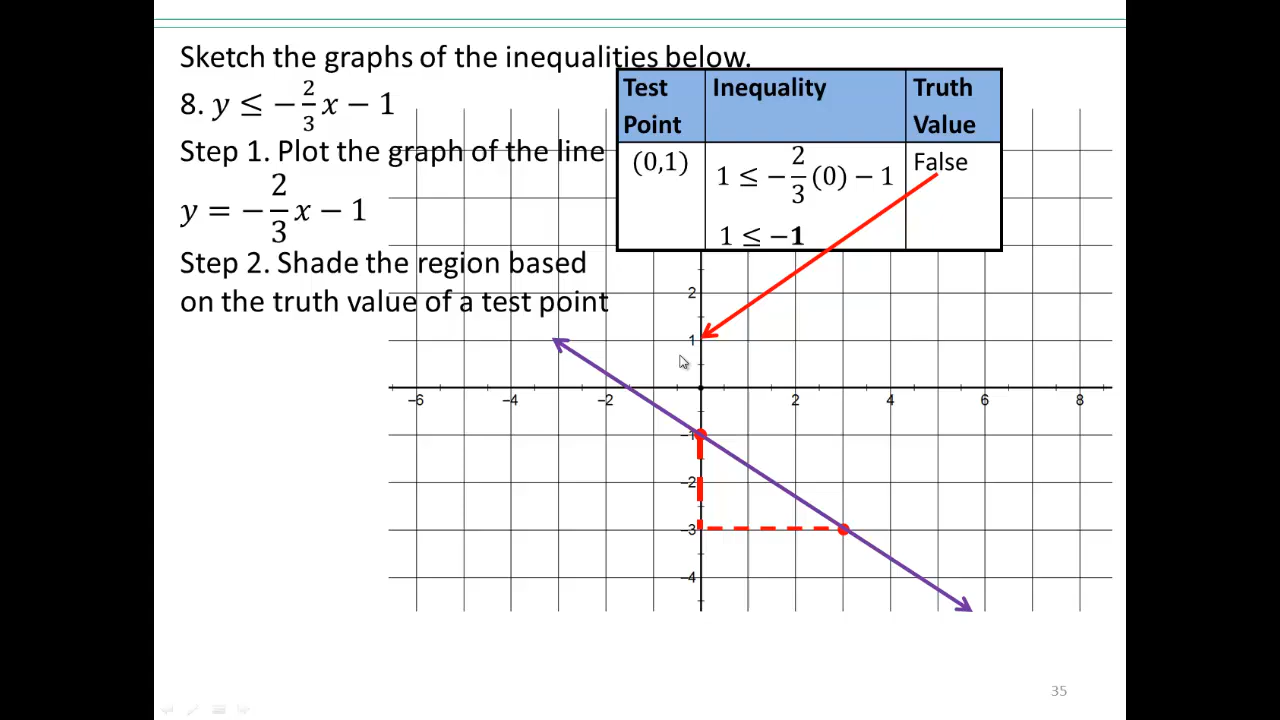 Sketch the graphs of the inequalities below.
8. y ≤ −2/3 x − 1
Step 1. Plot the graph of the line
y = −2/3 x − 1
Step 2. Shade the region based
on the truth value of a test point
Test Point | Inequality | Truth Value
(0,1) | 1 ≤ −2/3 (0) − 1 | False
1 ≤ −1
2
1
−6 −4 −2 2 4 6 8
−1
−2
−3
−4
35